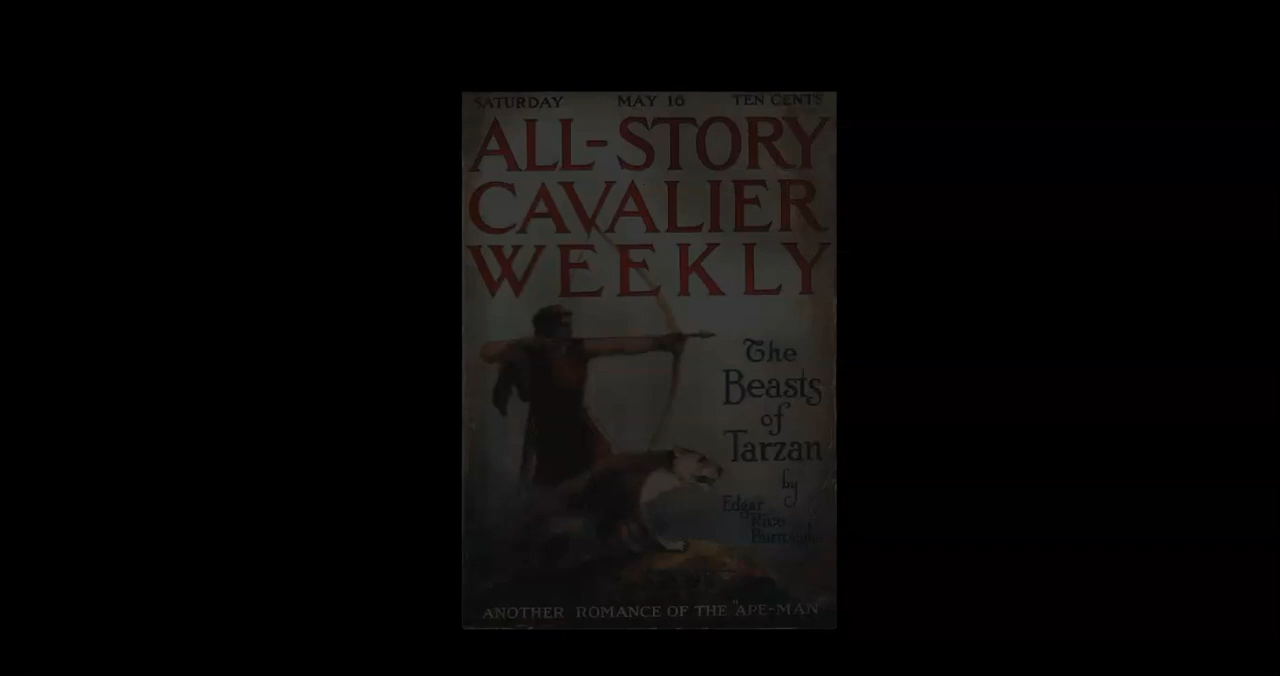 SATURDAY MAY 16 TEN CENTS
ALL-STORY
CAVALIER
WEEKLY
The
Beasts
of
Tarzan
by
Edgar
Rice
Burroughs
ANOTHER ROMANCE OF THE "APE-MAN"